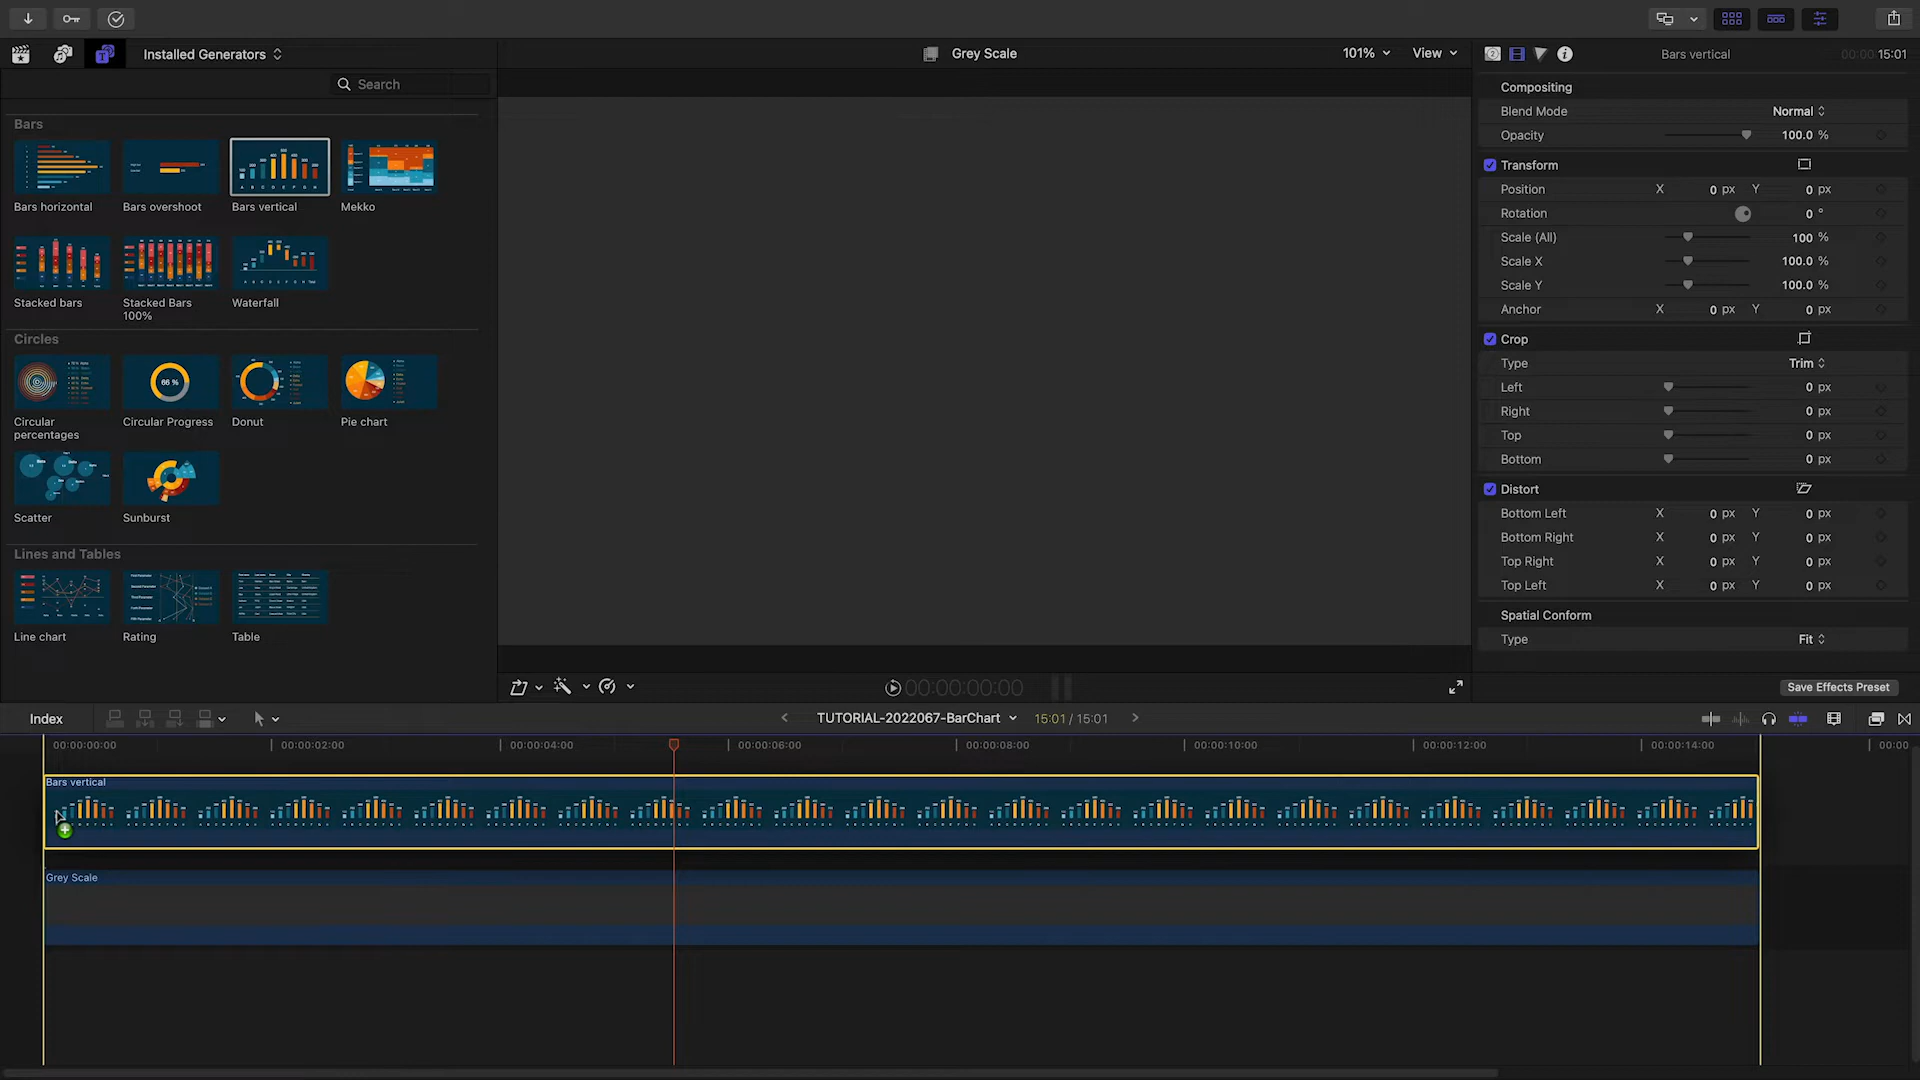 Installed Generators
Grey Scale
101%
View
Bars vertical
00:00:00:15:01
Search
Compositing
Bars
Blend Mode
Normal
Opacity
100.0 %
Transform
Position
X
0 px
Y
0 px
Bars horizontal
Bars overshoot
Bars vertical
Mekko
Rotation
0 °
Scale (All)
100 %
Scale X
100.0 %
Scale Y
100.0 %
Stacked bars
Stacked Bars 100%
Waterfall
Anchor
X
0 px
Y
0 px
Circles
Crop
Type
Trim
66 %
Left
0 px
Right
0 px
Circular percentages
Circular Progress
Donut
Pie chart
Top
0 px
Bottom
0 px
Distort
Scatter
Sunburst
Bottom Left
X
0 px
Y
0 px
Bottom Right
X
0 px
Y
0 px
Lines and Tables
Top Right
X
0 px
Y
0 px
Top Left
X
0 px
Y
0 px
Spatial Conform
Line chart
Rating
Table
Type
Fit
00:00:00:00
Save Effects Preset
Index
TUTORIAL-2022067-BarChart
15:01 / 15:01
00:00:00:00
00:00:02:00
00:00:04:00
00:00:06:00
00:00:08:00
00:00:10:00
00:00:12:00
00:00:14:00
00:00
Bars vertical
Grey Scale